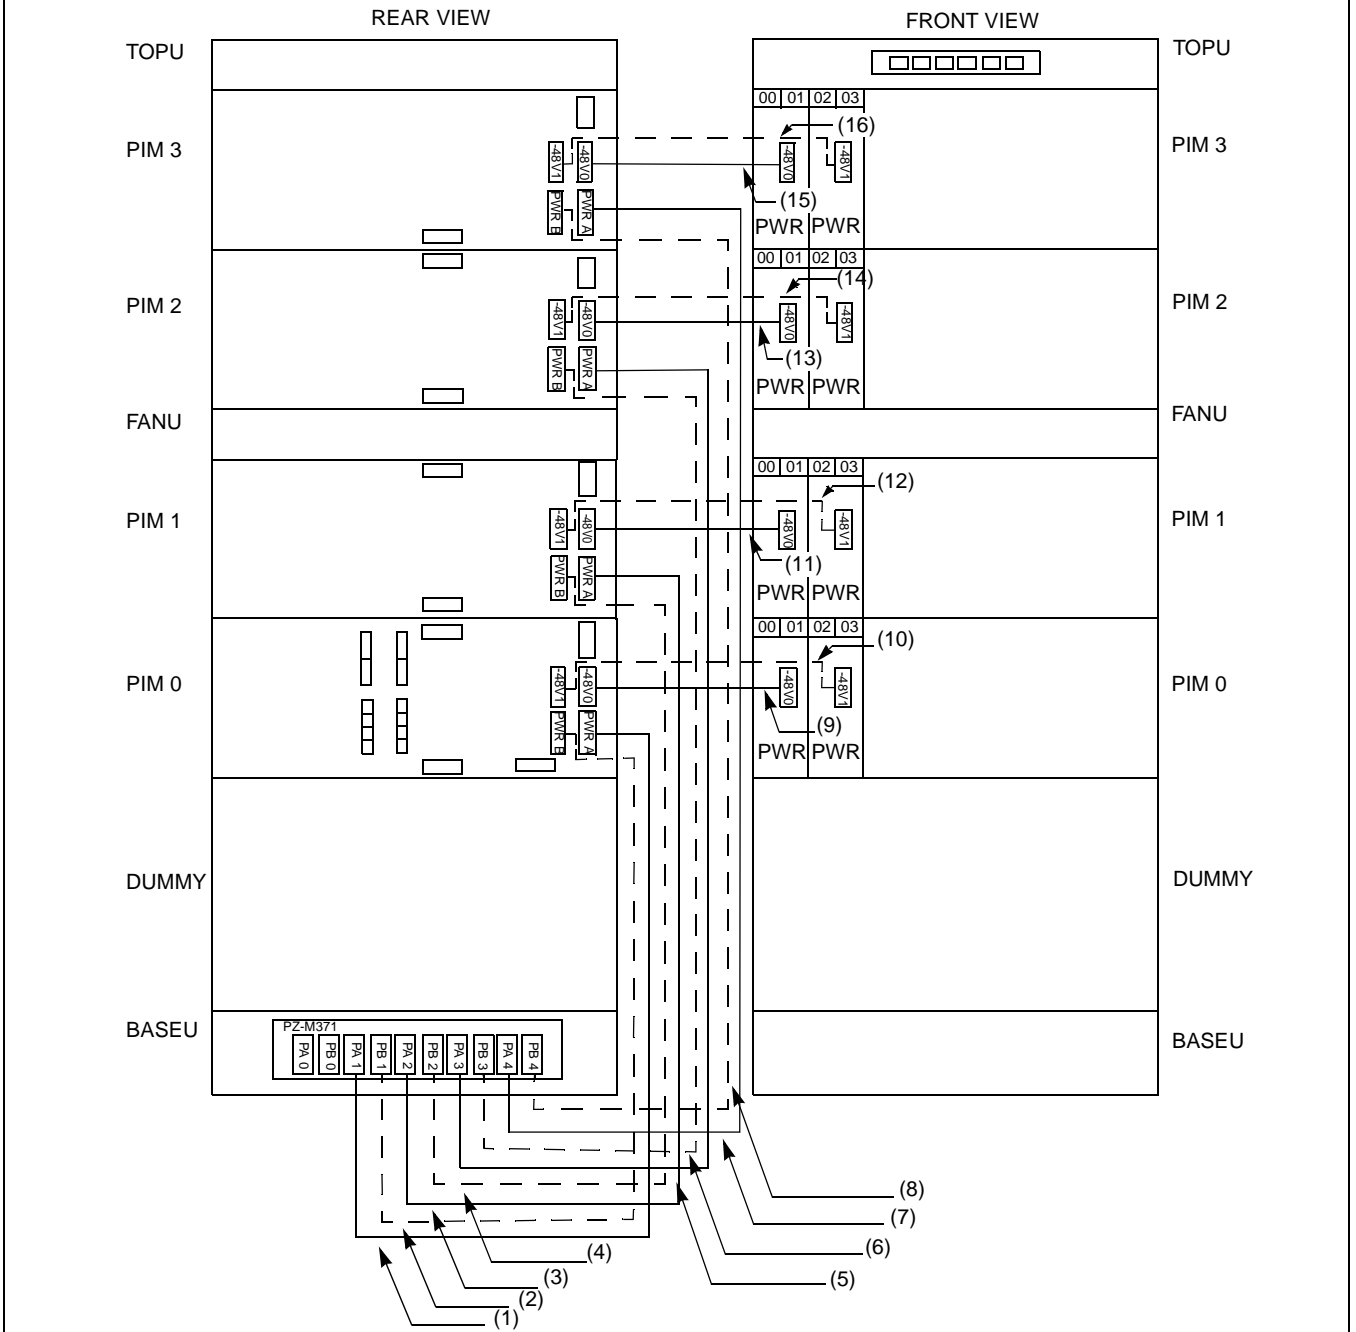 REAR VIEW
FRONT VIEW
TOPU
TOPU
00 01 02 03
(16)
PIM 3
-48V1
-48V0
-48V0
-48V1
PIM 3
(15)
PWR B
PWR A
PWR PWR
00 01 02 03
(14)
PIM 2
-48V1
-48V0
-48V0
-48V1
PIM 2
(13)
PWR B
PWR A
PWR PWR
FANU
FANU
00 01 02 03
(12)
PIM 1
-48V1
-48V0
-48V0
-48V1
PIM 1
(11)
PWR B
PWR A
PWR PWR
00 01 02 03
(10)
PIM 0
-48V1
-48V0
-48V0
-48V1
PIM 0
(9)
PWR B
PWR A
PWR PWR
DUMMY
DUMMY
BASEU
PZ-M371
PA 0
PB 0
PA 1
PB 1
PA 2
PB 2
PA 3
PB 3
PA 4
PB 4
BASEU
(8)
(7)
(6)
(4)
(5)
(3)
(2)
(1)